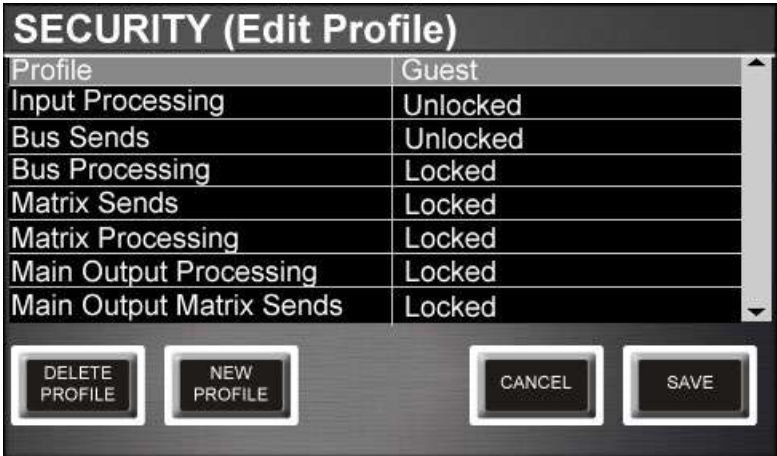 SECURITY (Edit Profile)
Profile Guest
Input Processing Unlocked
Bus Sends Unlocked
Bus Processing Locked
Matrix Sends Locked
Matrix Processing Locked
Main Output Processing Locked
Main Output Matrix Sends Locked
DELETE
PROFILE
NEW
PROFILE
CANCEL
SAVE